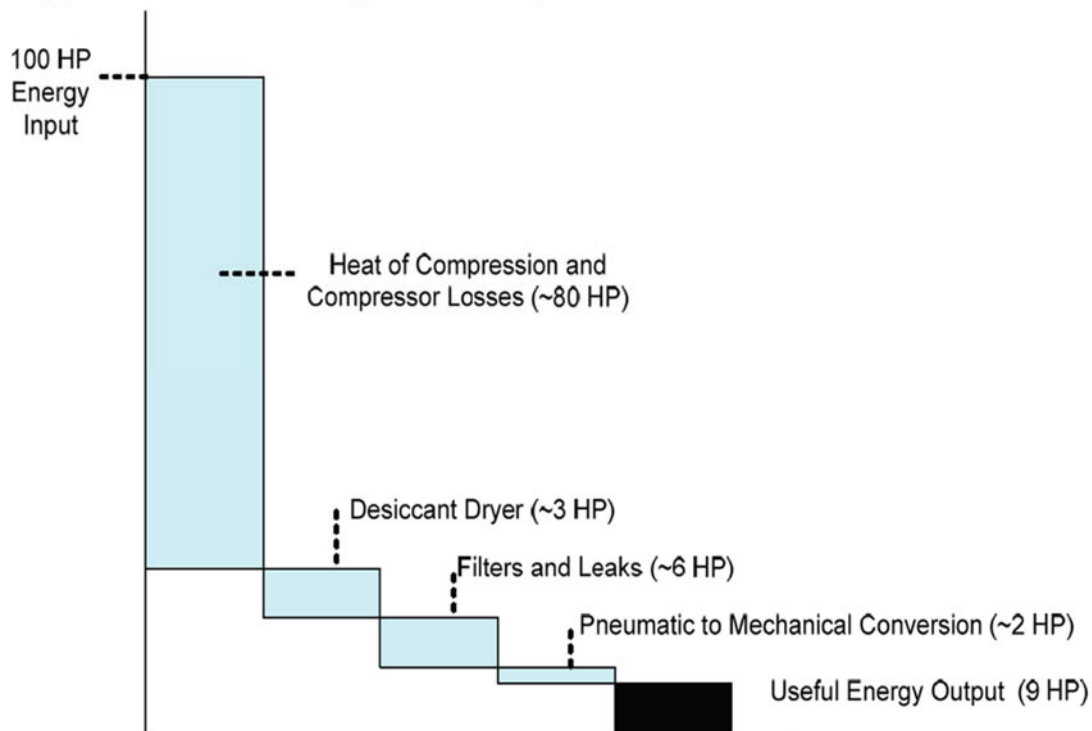 100 HP
Energy
Input
Heat of Compression and
Compressor Losses (~80 HP)
Desiccant Dryer (~3 HP)
Filters and Leaks (~6 HP)
Pneumatic to Mechanical Conversion (~2 HP)
Useful Energy Output (9 HP)